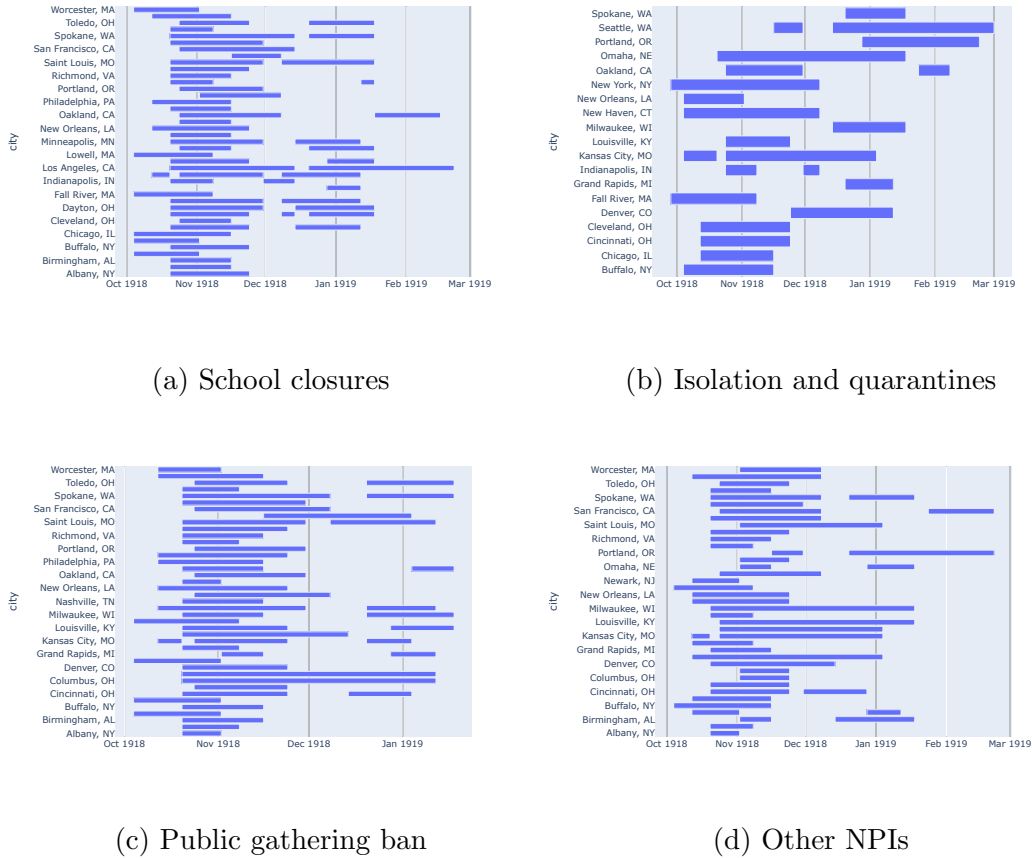 Worcester, MA
Toledo, OH
Spokane, WA
San Francisco, CA
Saint Louis, MO
Richmond, VA
Portland, OR
Philadelphia, PA
Oakland, CA
New Orleans, LA
Minneapolis, MN
Lowell, MA
Los Angeles, CA
Indianapolis, IN
Fall River, MA
Dayton, OH
Cleveland, OH
Chicago, IL
Buffalo, NY
Birmingham, AL
Albany, NY
city
Oct 1918 Nov 1918 Dec 1918 Jan 1919 Feb 1919 Mar 1919
(a) School closures
Spokane, WA
Seattle, WA
Portland, OR
Omaha, NE
Oakland, CA
New York, NY
New Orleans, LA
New Haven, CT
Milwaukee, WI
Louisville, KY
Kansas City, MO
Indianapolis, IN
Grand Rapids, MI
Fall River, MA
Denver, CO
Cleveland, OH
Cincinnati, OH
Chicago, IL
Buffalo, NY
city
Oct 1918 Nov 1918 Dec 1918 Jan 1919 Feb 1919 Mar 1919
(b) Isolation and quarantines
Worcester, MA
Toledo, OH
Spokane, WA
San Francisco, CA
Saint Louis, MO
Richmond, VA
Portland, OR
Philadelphia, PA
Oakland, CA
New Orleans, LA
Nashville, TN
Milwaukee, WI
Louisville, KY
Kansas City, MO
Grand Rapids, MI
Denver, CO
Columbus, OH
Cincinnati, OH
Buffalo, NY
Birmingham, AL
Albany, NY
city
Oct 1918 Nov 1918 Dec 1918 Jan 1919
(c) Public gathering ban
Worcester, MA
Toledo, OH
Spokane, WA
San Francisco, CA
Saint Louis, MO
Richmond, VA
Portland, OR
Omaha, NE
Newark, NJ
New Orleans, LA
Milwaukee, WI
Louisville, KY
Kansas City, MO
Grand Rapids, MI
Denver, CO
Columbus, OH
Cincinnati, OH
Buffalo, NY
Birmingham, AL
Albany, NY
city
Oct 1918 Nov 1918 Dec 1918 Jan 1919 Feb 1919 Mar 1919
(d) Other NPIs